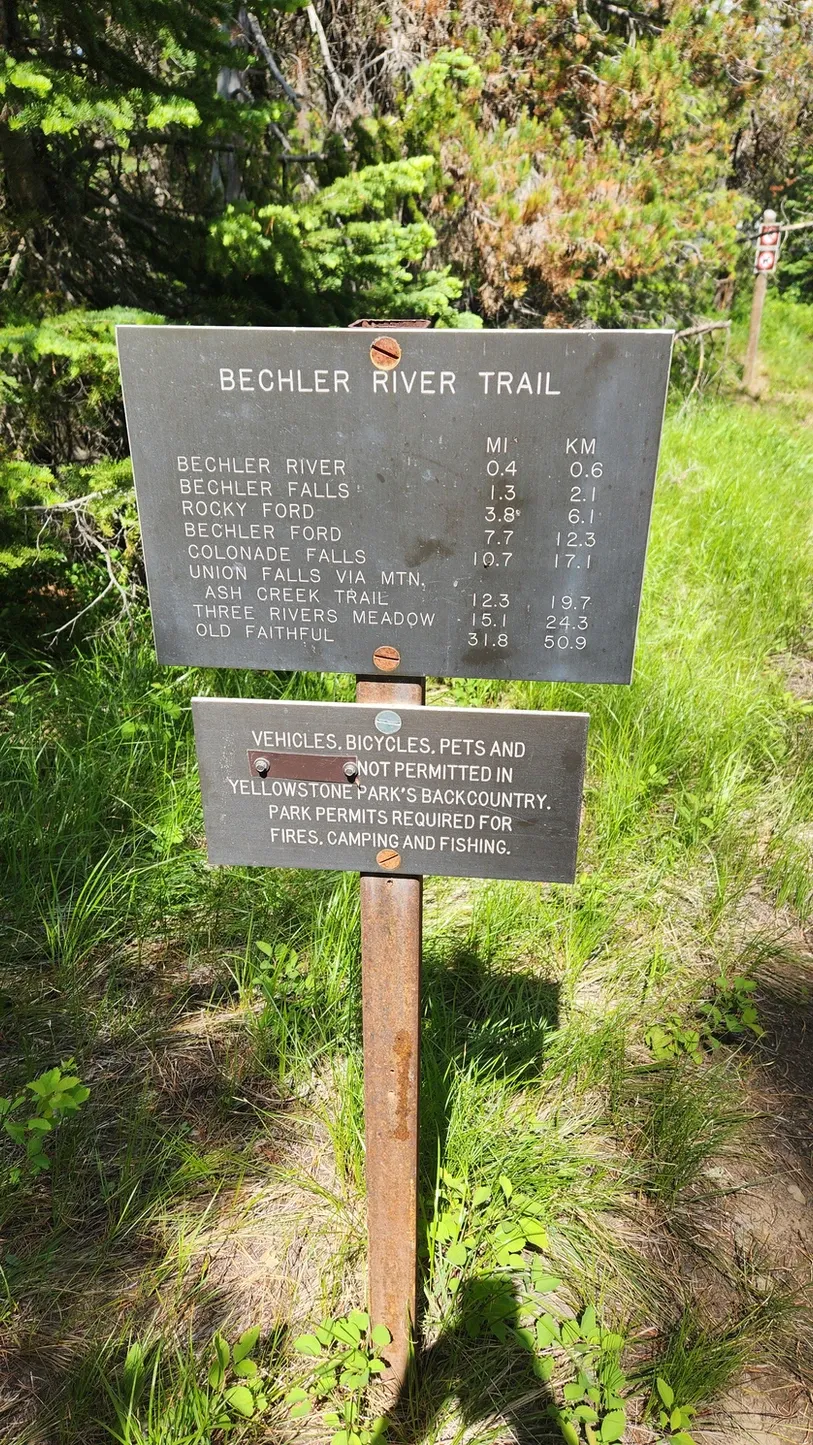 BECHLER RIVER TRAIL
MI KM
BECHLER RIVER 0.4 0.6
BECHLER FALLS 1.3 2.1
ROCKY FORD 3.8 6.1
BECHLER FORD 7.7 12.3
COLONADE FALLS 10.7 17.1
UNION FALLS VIA MTN.
ASH CREEK TRAIL 12.3 19.7
THREE RIVERS MEADOW 15.1 24.3
OLD FAITHFUL 31.8 50.9
VEHICLES, BICYCLES, PETS AND
NOT PERMITTED IN
YELLOWSTONE PARK'S BACKCOUNTRY.
PARK PERMITS REQUIRED FOR
FIRES, CAMPING AND FISHING.